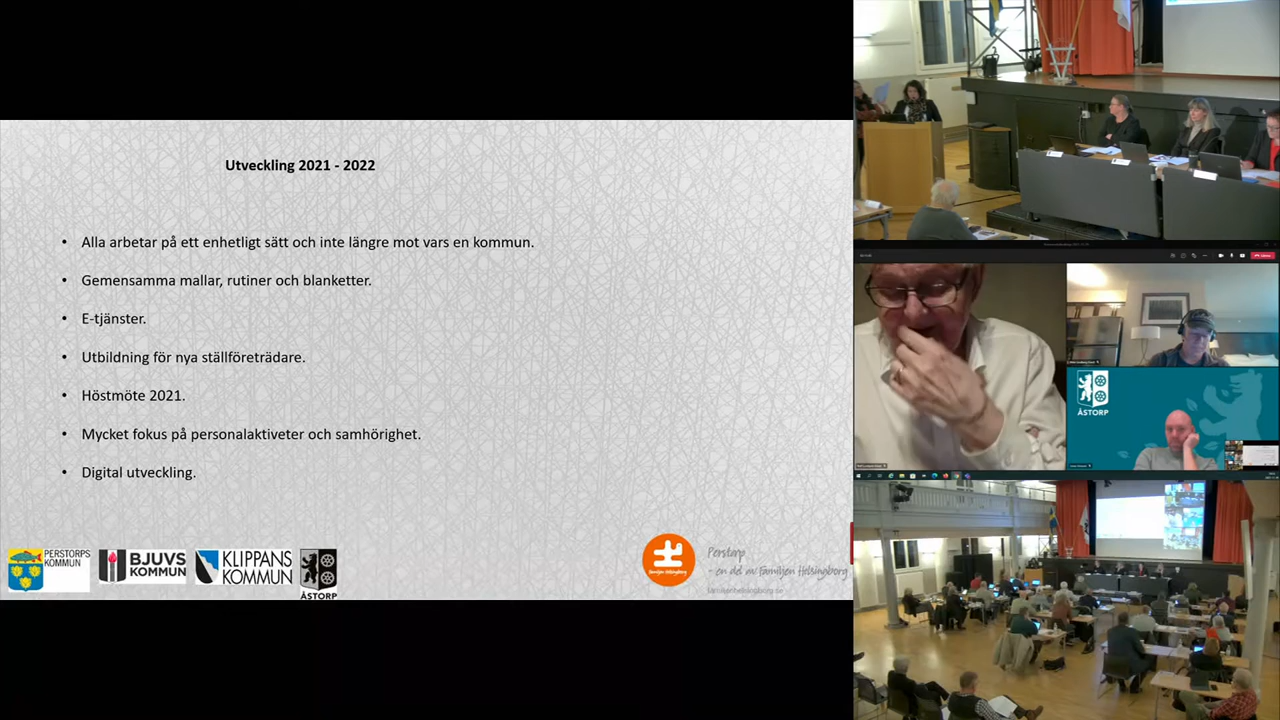 Utveckling 2021 - 2022
• Alla arbetar på ett enhetligt sätt och inte längre mot vars en kommun.
• Gemensamma mallar, rutiner och blanketter.
• E-tjänster.
• Utbildning för nya ställföreträdare.
• Höstmöte 2021.
• Mycket fokus på personalaktiveter och samhörighet.
• Digital utveckling.
PERSTORPS
KOMMUN
BJUVS
KOMMUN
KLIPPANS
KOMMUN
ÅSTORP
Familjen Helsingborg
Perstorp
– en del av Familjen Helsingborg
familjenhelsingborg.se
ÅSTORP